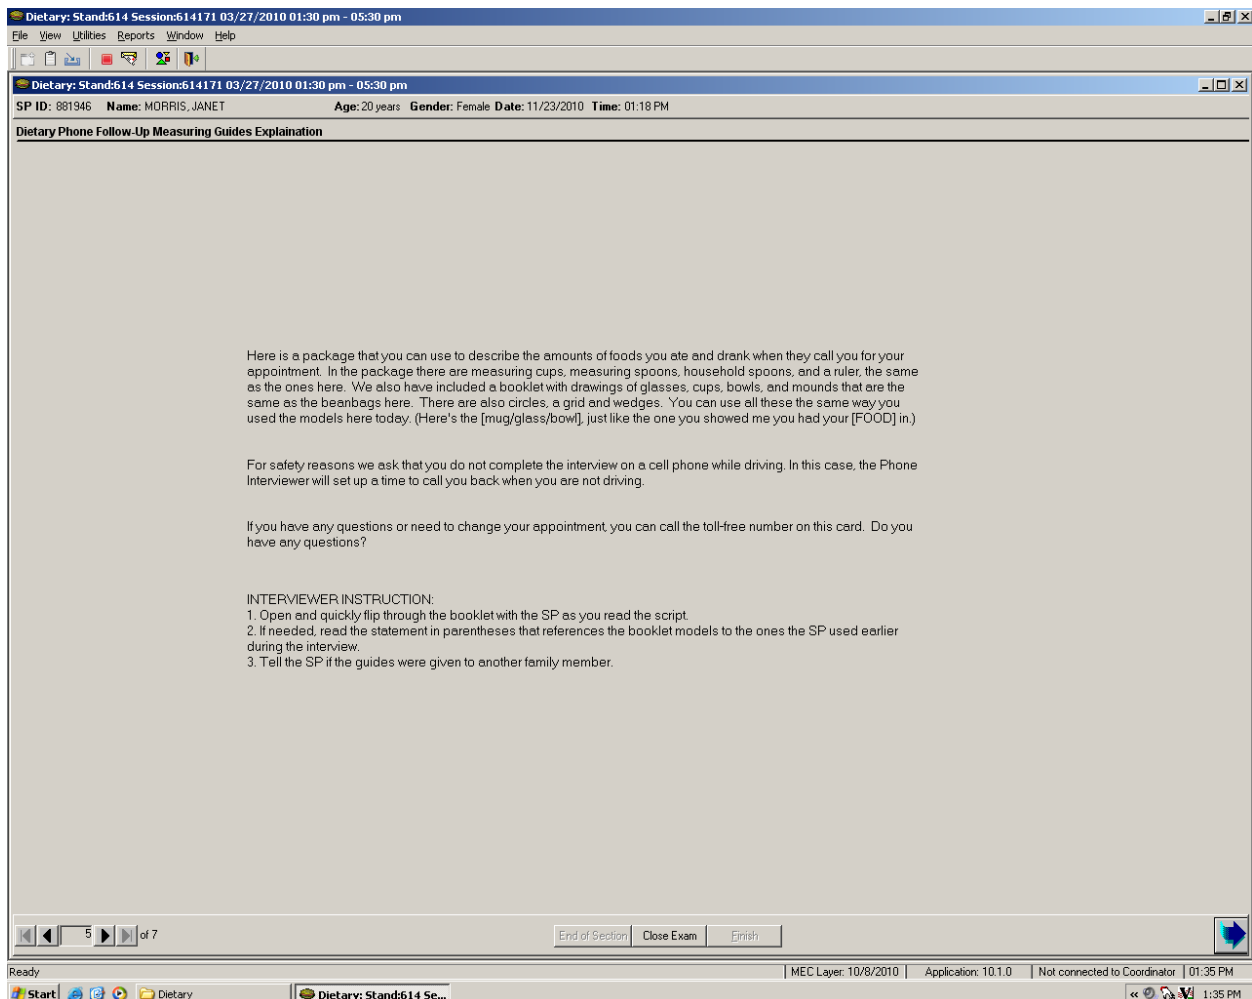 Dietary: Stand:614 Session:614171 03/27/2010 01:30 pm - 05:30 pm
File View Utilities Reports Window Help
Dietary: Stand:614 Session:614171 03/27/2010 01:30 pm - 05:30 pm
SP ID: 881946 Name: MORRIS, JANET Age: 20 years Gender: Female Date: 11/23/2010 Time: 01:18 PM
Dietary Phone Follow-Up Measuring Guides Explaination
Here is a package that you can use to describe the amounts of foods you ate and drank when they call you for your
appointment. In the package there are measuring cups, measuring spoons, household spoons, and a ruler, the same
as the ones here. We also have included a booklet with drawings of glasses, cups, bowls, and mounds that are the
same as the beanbags here. There are also circles, a grid and wedges. You can use all these the same way you
used the models here today. (Here's the [mug/glass/bowl], just like the one you showed me you had your [FOOD] in.)
For safety reasons we ask that you do not complete the interview on a cell phone while driving. In this case, the Phone
Interviewer will set up a time to call you back when you are not driving.
If you have any questions or need to change your appointment, you can call the toll-free number on this card. Do you
have any questions?
INTERVIEWER INSTRUCTION:
1. Open and quickly flip through the booklet with the SP as you read the script.
2. If needed, read the statement in parentheses that references the booklet models to the ones the SP used earlier
during the interview.
3. Tell the SP if the guides were given to another family member.
5 of 7 End of Section Close Exam Finish
Ready MEC Layer: 10/8/2010 Application: 10.1.0 Not connected to Coordinator 01:35 PM
Start Dietary Dietary: Stand:614 Se... 1:35 PM